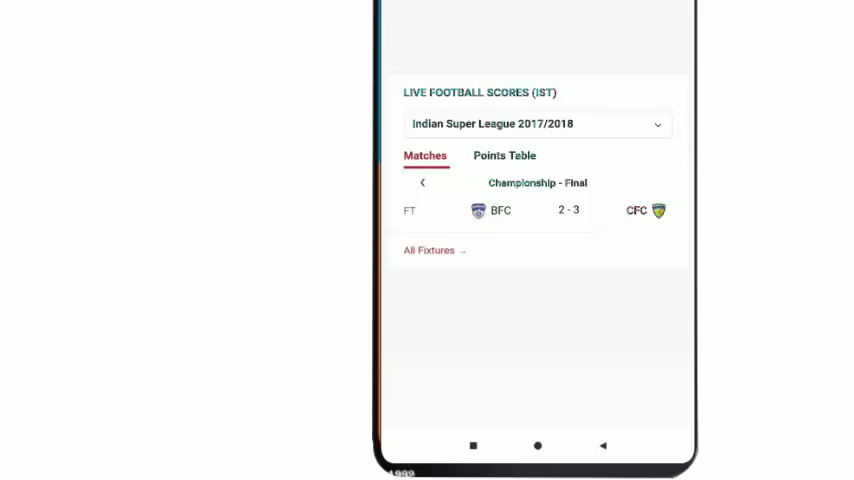 LIVE FOOTBALL SCORES (IST)
Indian Super League 2017/2018
Matches Points Table
Championship - Final
FT BFC 2 - 3 CFC
All Fixtures
1999